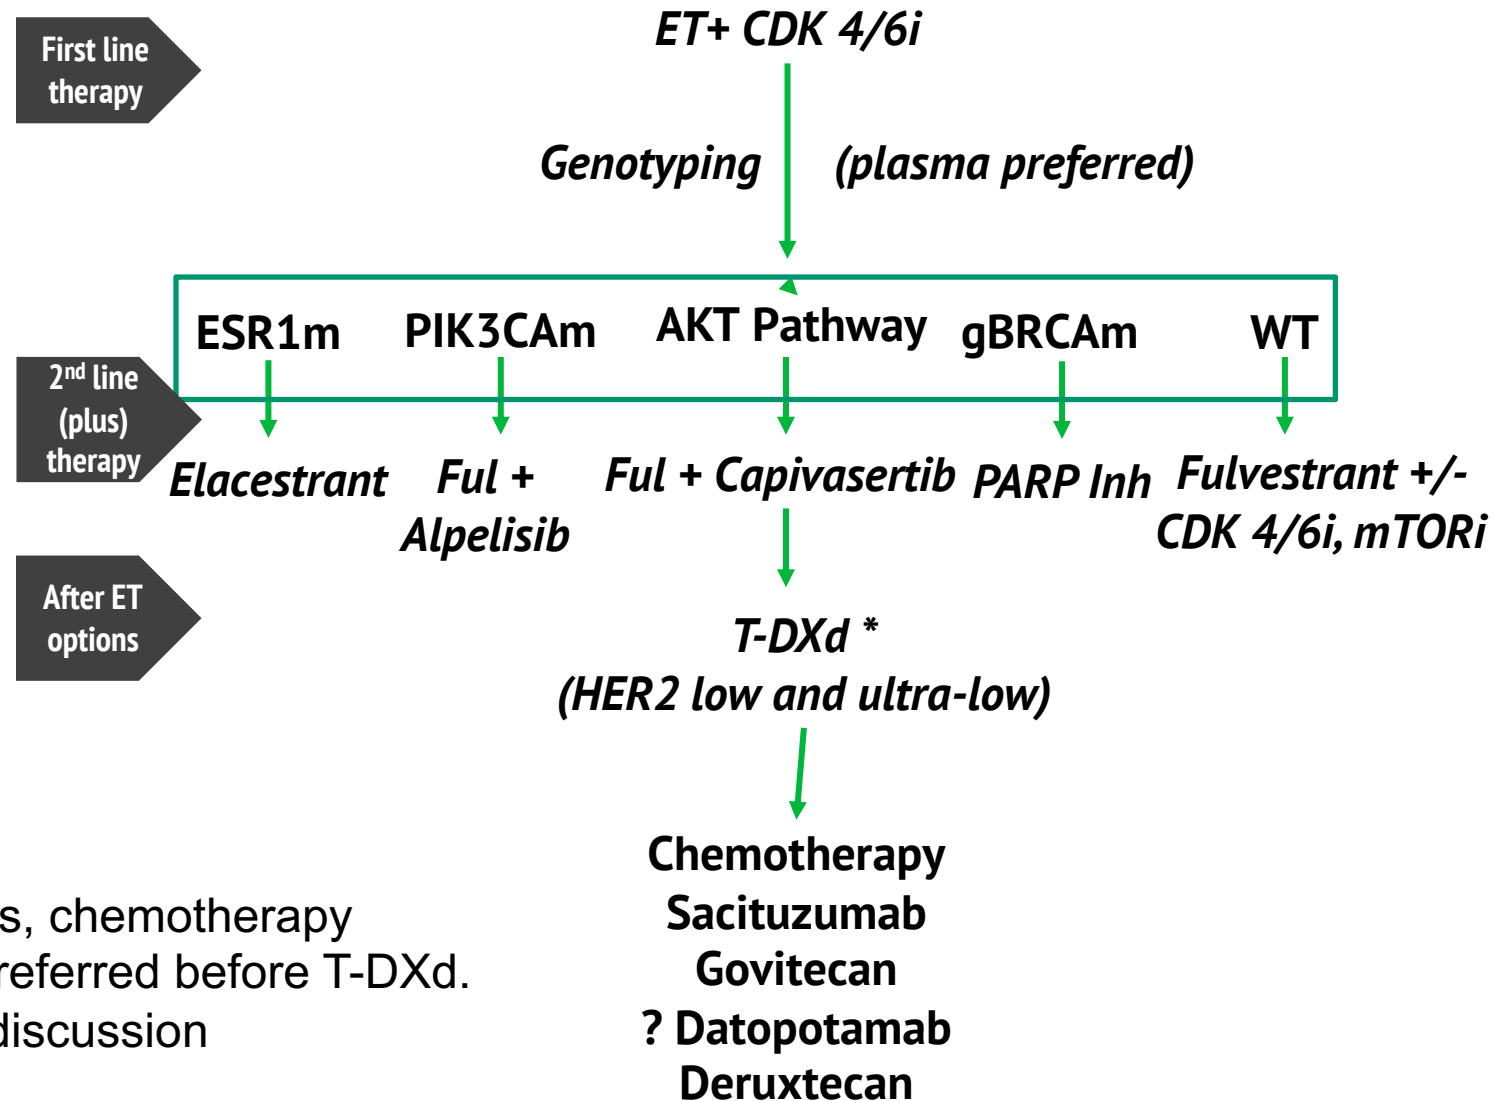 First line
therapy
ET+ CDK 4/6i
Genotyping (plasma preferred)
ESR1m PIK3CAm AKT Pathway gBRCAm WT
2nd line
(plus)
therapy
Elacestrant
Ful +
Alpelisib
Ful + Capivasertib
PARP Inh
Fulvestrant +/-
CDK 4/6i, mTORi
After ET
options
T-DXd *
(HER2 low and ultra-low)
Chemotherapy
Sacituzumab
Govitecan
? Datopotamab
Deruxtecan
s, chemotherapy
referred before T-DXd.
discussion